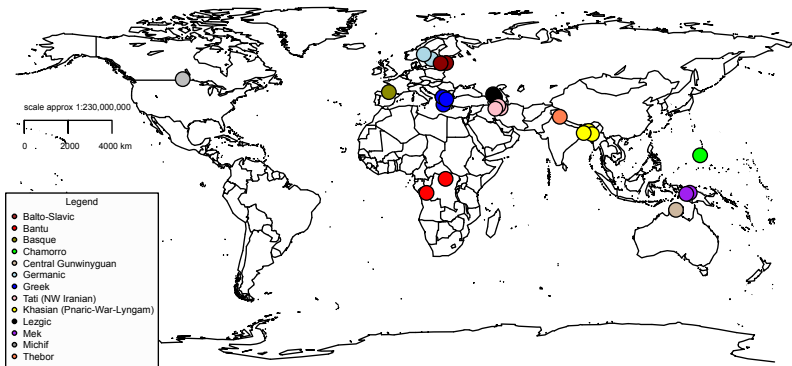 scale approx 1:230,000,000
0 2000 4000 km
Legend
Balto-Slavic
Bantu
Basque
Chamorro
Central Gunwinyguan
Germanic
Greek
Tati (NW Iranian)
Khasian (Pnaric-War-Lyngam)
Lezgic
Mek
Michif
Thebor